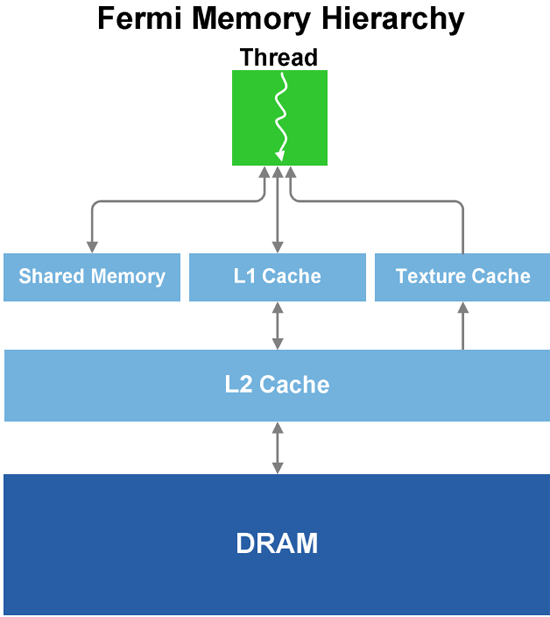 Fermi Memory Hierarchy
Thread
Shared Memory
L1 Cache
Texture Cache
L2 Cache
DRAM